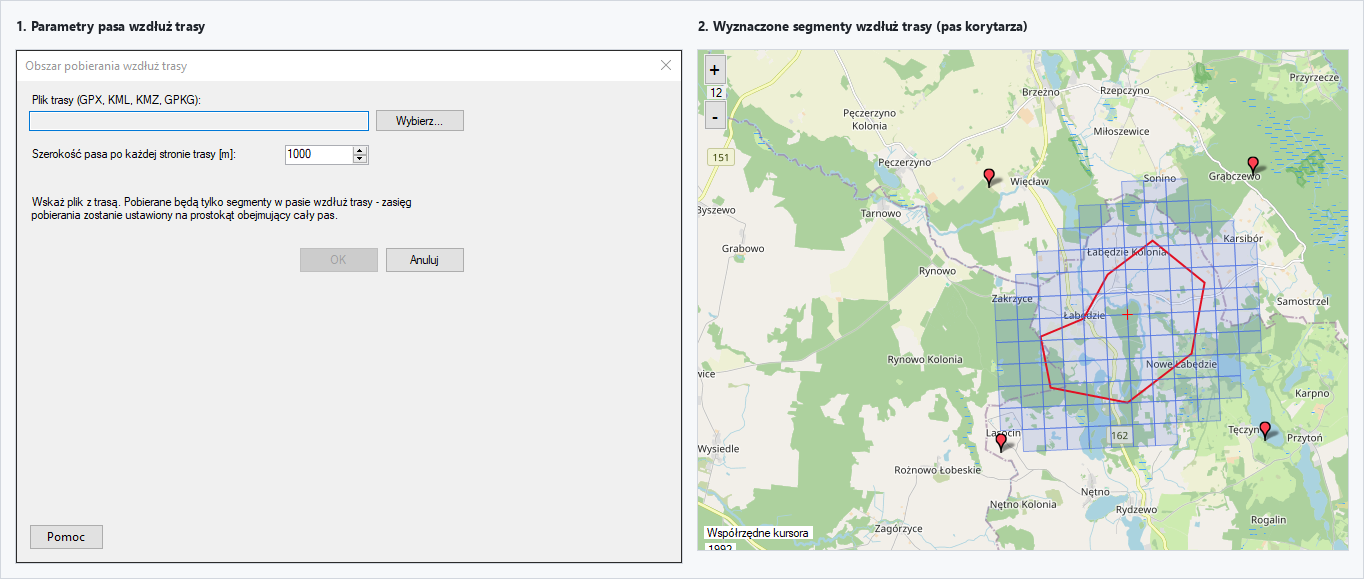 1. Parametry pasa wzdłuż trasy
Obszar pobierania wzdłuż trasy
Plik trasy (GPX, KML, KMZ, GPKG):
Wybierz...
Szerokość pasa po każdej stronie trasy [m]:
1000
Wskaż plik z trasą. Pobierane będą tylko segmenty w pasie wzdłuż trasy - zasięg
pobierania zostanie ustawiony na prostokąt obejmujący cały pas.
OK
Anuluj
Pomoc
2. Wyznaczone segmenty wzdłuż trasy (pas korytarza)
+
12
-
Przyrzecze
Brzeźno
Rzepczyno
Pęczerzyno
Kolonia
Miłoszewice
151
Pęczerzyno
Grąbczewo
Sonino
Więcław
Byszewo
Tarnowo
Karsibór
Grabowo
Łabędzie Kolonia
Rynowo
Zakrzyce
Samostrzel
Łabędzie
Rynowo Kolonia
Nowe Łabędzie
wice
Karpno
Lasocin
162
Tęczyn
Przytoń
Wysiedle
Rożnowo Łobeskie
Nętno
Nętno Kolonia
Rydzewo
Rogalin
Zagórzyce
Współrzędne kursora
1992